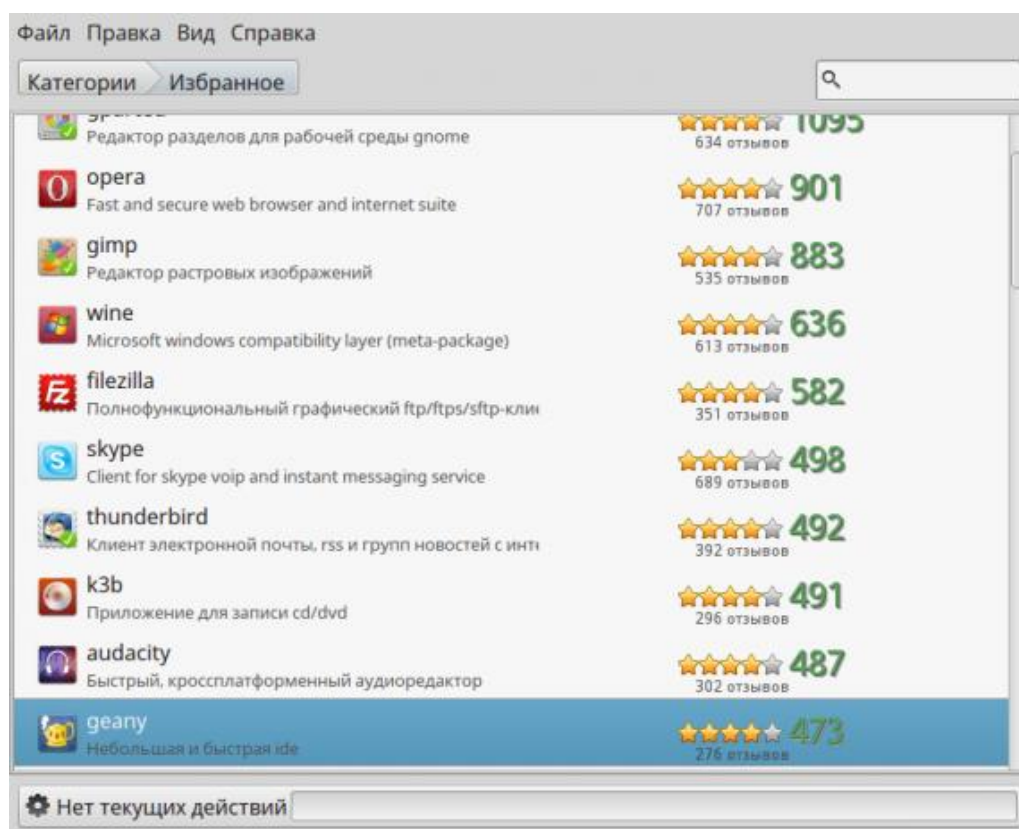 Файл Правка Вид Справка
Категории Избранное
gparted 1095
Редактор разделов для рабочей среды gnome
634 отзывов
opera 901
Fast and secure web browser and internet suite
707 отзывов
gimp 883
Редактор растровых изображений
535 отзывов
wine 636
Microsoft windows compatibility layer (meta-package)
613 отзывов
filezilla 582
Полнофункциональный графический ftp/ftps/sftp-клие
351 отзывов
skype 498
Client for skype voip and instant messaging service
689 отзывов
thunderbird 492
Клиент электронной почты, rss и групп новостей с инте
392 отзывов
k3b 491
Приложение для записи cd/dvd
296 отзывов
audacity 487
Быстрый, кроссплатформенный аудиоредактор
302 отзывов
geany 473
Небольшая и быстрая ide
276 отзывов
Нет текущих действий